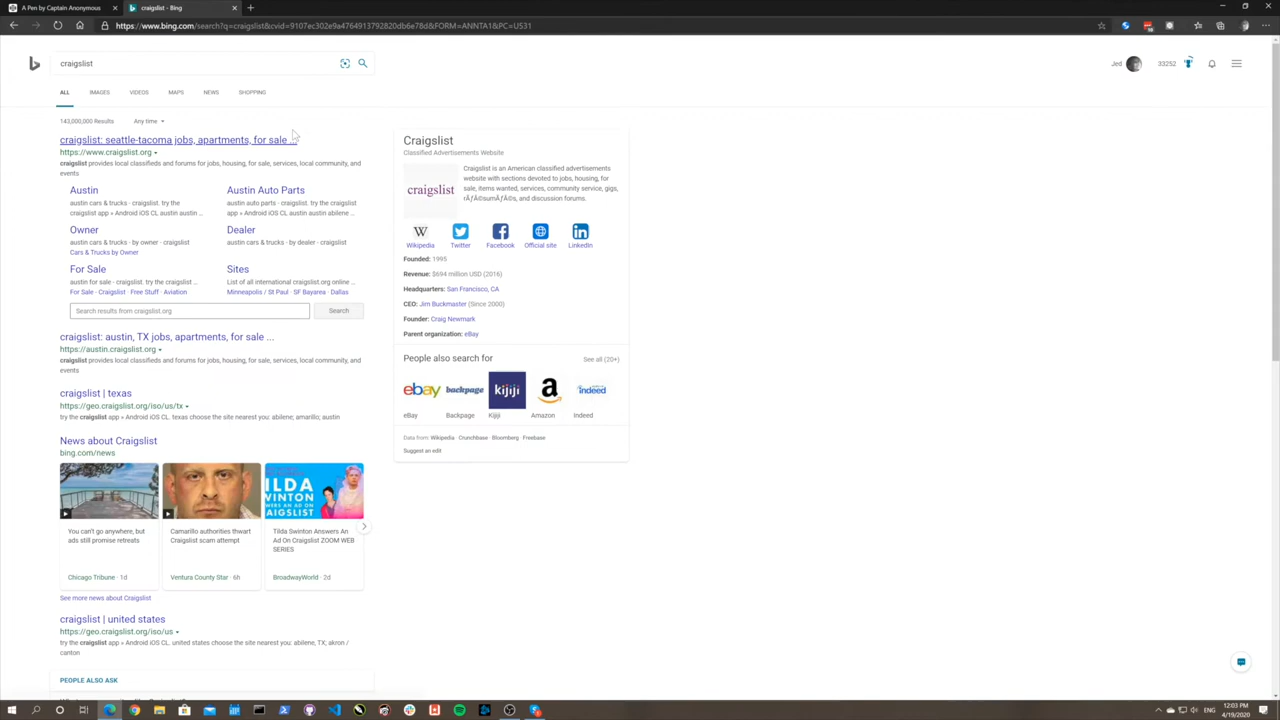 A Pen by Captain Anonymous
craigslist - Bing
https://www.bing.com/search?q=craigslist&cvid=9107ec302e9a4764913792820db6e78d&FORM=ANNTA1&PC=U531
craigslist
Jed
33252
ALL
IMAGES
VIDEOS
MAPS
NEWS
SHOPPING
143,000,000 Results
Any time
craigslist: seattle-tacoma jobs, apartments, for sale ...
https://www.craigslist.org
craigslist provides local classifieds and forums for jobs, housing, for sale, services, local community, and
events
Austin
austin cars & trucks · craigslist. try the
craigslist app » Android iOS CL austin austin ...
Austin Auto Parts
austin auto parts · craigslist. try the craigslist
app » Android iOS CL austin austin abilene ...
Owner
austin cars & trucks · by owner · craigslist
Cars & Trucks by Owner
Dealer
austin cars & trucks · by dealer · craigslist
For Sale
austin for sale · craigslist. try the craigslist ...
For Sale · Craigslist · Free Stuff · Aviation
Sites
List of all international craigslist.org online ...
Minneapolis / St Paul · SF Bayarea · Dallas
Search results from craigslist.org
Search
craigslist: austin, TX jobs, apartments, for sale ...
https://austin.craigslist.org
craigslist provides local classifieds and forums for jobs, housing, for sale, services, local community, and
events
craigslist | texas
https://geo.craigslist.org/iso/us/tx
try the craigslist app » Android iOS CL. texas choose the site nearest you: abilene; amarillo; austin
News about Craigslist
bing.com/news
You can't go anywhere, but
ads still promise retreats
Chicago Tribune · 1d
Camarillo authorities thwart
Craigslist scam attempt
Ventura County Star · 6h
TILDA
WINTON
WERS AN AD
AIGSLIST
Tilda Swinton Answers An
Ad On Craigslist ZOOM WEB
SERIES
BroadwayWorld · 2d
See more news about Craigslist
craigslist | united states
https://geo.craigslist.org/iso/us
try the craigslist app » Android iOS CL. united states choose the site nearest you: abilene, TX; akron /
canton
PEOPLE ALSO ASK
Craigslist
Classified Advertisements Website
craigslist
Craigslist is an American classified advertisements
website with sections devoted to jobs, housing, for
sale, items wanted, services, community service, gigs,
rÃƒÂ©sumÃƒÂ©s, and discussion forums.
W
Wikipedia
Twitter
Facebook
Official site
LinkedIn
Founded: 1995
Revenue: $694 million USD (2016)
Headquarters: San Francisco, CA
CEO: Jim Buckmaster (Since 2000)
Founder: Craig Newmark
Parent organization: eBay
People also search for
See all (20+)
ebay
backpage
kijiji
a
indeed
eBay
Backpage
Kijiji
Amazon
Indeed
Data from: Wikipedia · Crunchbase · Bloomberg · Freebase
Suggest an edit
12:03 PM
4/19/2020